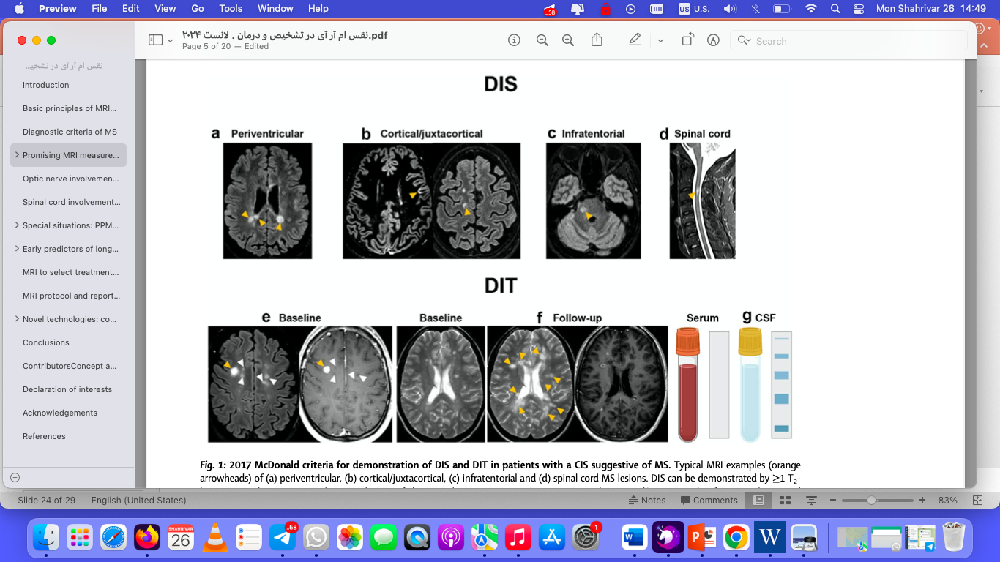 Preview File Edit View Go Tools Window Help
..58
US U.S.
Mon Shahrivar 26 14:49
نقس ام آر آی در تشخیص و درمان . لانست ۲۰۲۴.pdf
Page 5 of 20 — Edited
Search
نقس ام آر آی در تشخیـ...
Introduction
Basic principles of MRI...
Diagnostic criteria of MS
Promising MRI measure...
Optic nerve involvemen...
Spinal cord involvement...
Special situations: PPM...
Early predictors of long...
MRI to select treatment...
MRI protocol and report...
Novel technologies: co...
Conclusions
ContributorsConcept a...
Declaration of interests
Acknowledgements
References
DIS
a Periventricular
b Cortical/juxtacortical
c Infratentorial
d Spinal cord
DIT
e Baseline
Baseline
f Follow-up
Serum
g CSF
Fig. 1: 2017 McDonald criteria for demonstration of DIS and DIT in patients with a CIS suggestive of MS. Typical MRI examples (orange
arrowheads) of (a) periventricular, (b) cortical/juxtacortical, (c) infratentorial and (d) spinal cord MS lesions. DIS can be demonstrated by ≥1 T2-
Slide 24 of 29 English (United States)
Notes Comments
83%
SHAHRIVAR
26
..58
1
W
P
W